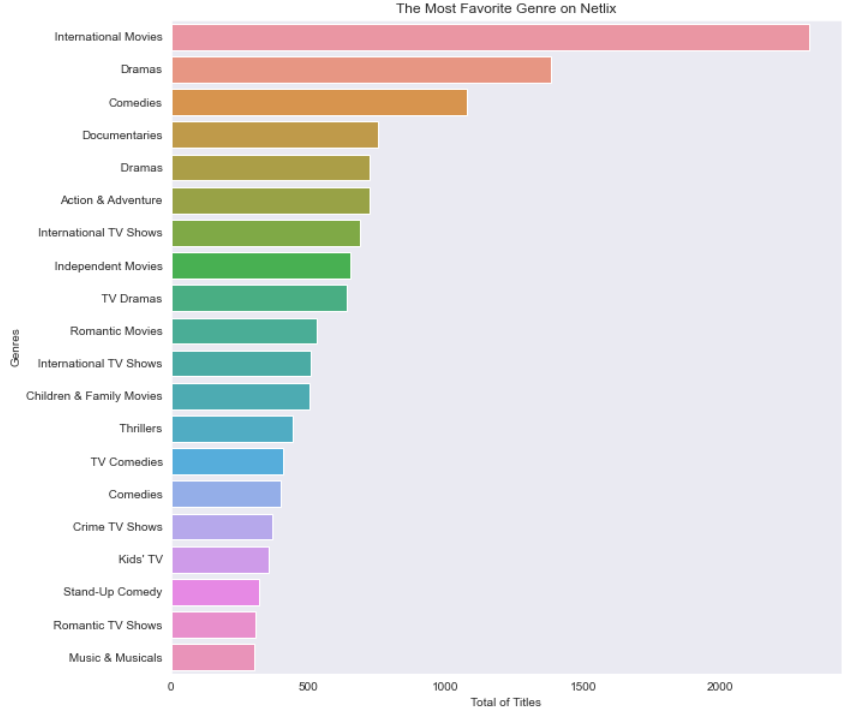 The Most Favorite Genre on Netlix
International Movies
Dramas
Comedies
Documentaries
Dramas
Action & Adventure
International TV Shows
Independent Movies
TV Dramas
Romantic Movies
International TV Shows
Children & Family Movies
Thrillers
TV Comedies
Comedies
Crime TV Shows
Kids' TV
Stand-Up Comedy
Romantic TV Shows
Music & Musicals
Genres
0 500 1000 1500 2000
Total of Titles